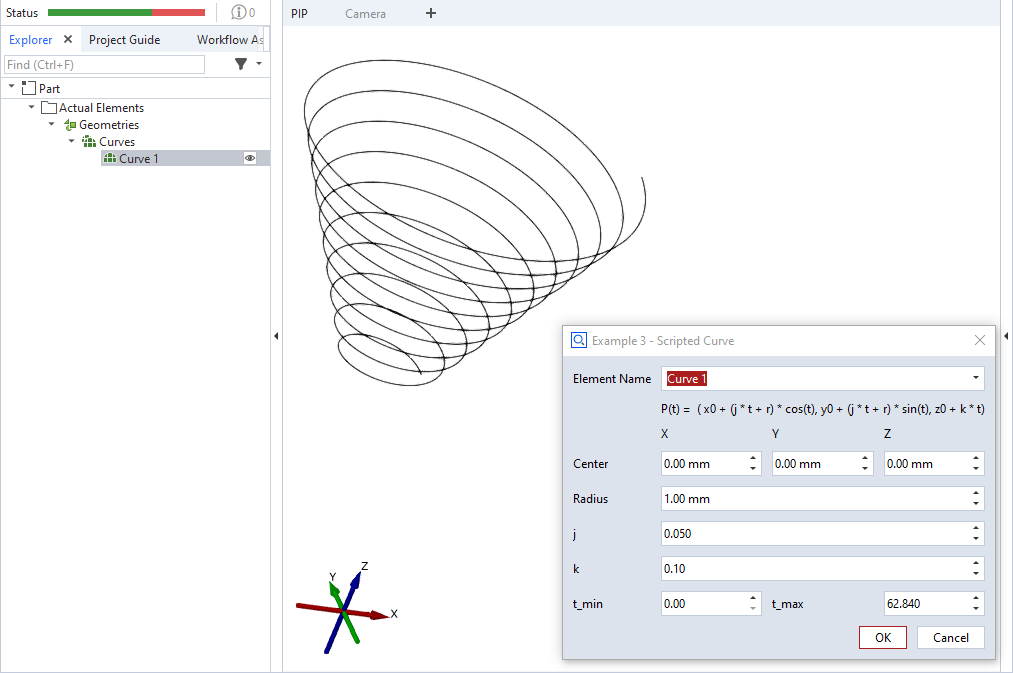 Status 0
Explorer Project Guide Workflow As
Find (Ctrl+F)
Part
Actual Elements
Geometries
Curves
Curve 1
PIP Camera
Z
Y
X
Example 3 - Scripted Curve
Element Name Curve 1
P(t) = ( x0 + (j * t + r) * cos(t), y0 + (j * t + r) * sin(t), z0 + k * t)
X Y Z
Center 0.00 mm 0.00 mm 0.00 mm
Radius 1.00 mm
j 0.050
k 0.10
t_min 0.00 t_max 62.840
OK Cancel